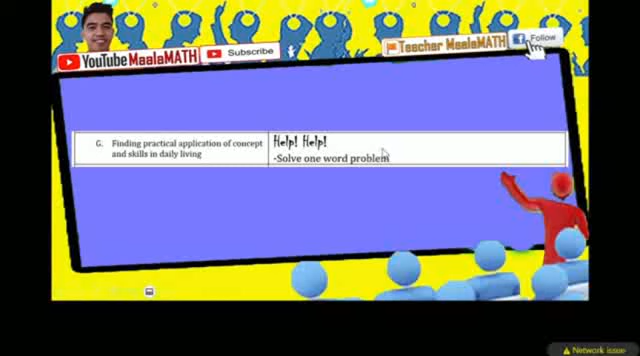 YouTube MaalaMATH
Subscribe
Teacher MaalaMATH
Follow
G. Finding practical application of concept
and skills in daily living
Help! Help!
-Solve one word problem
Network issue